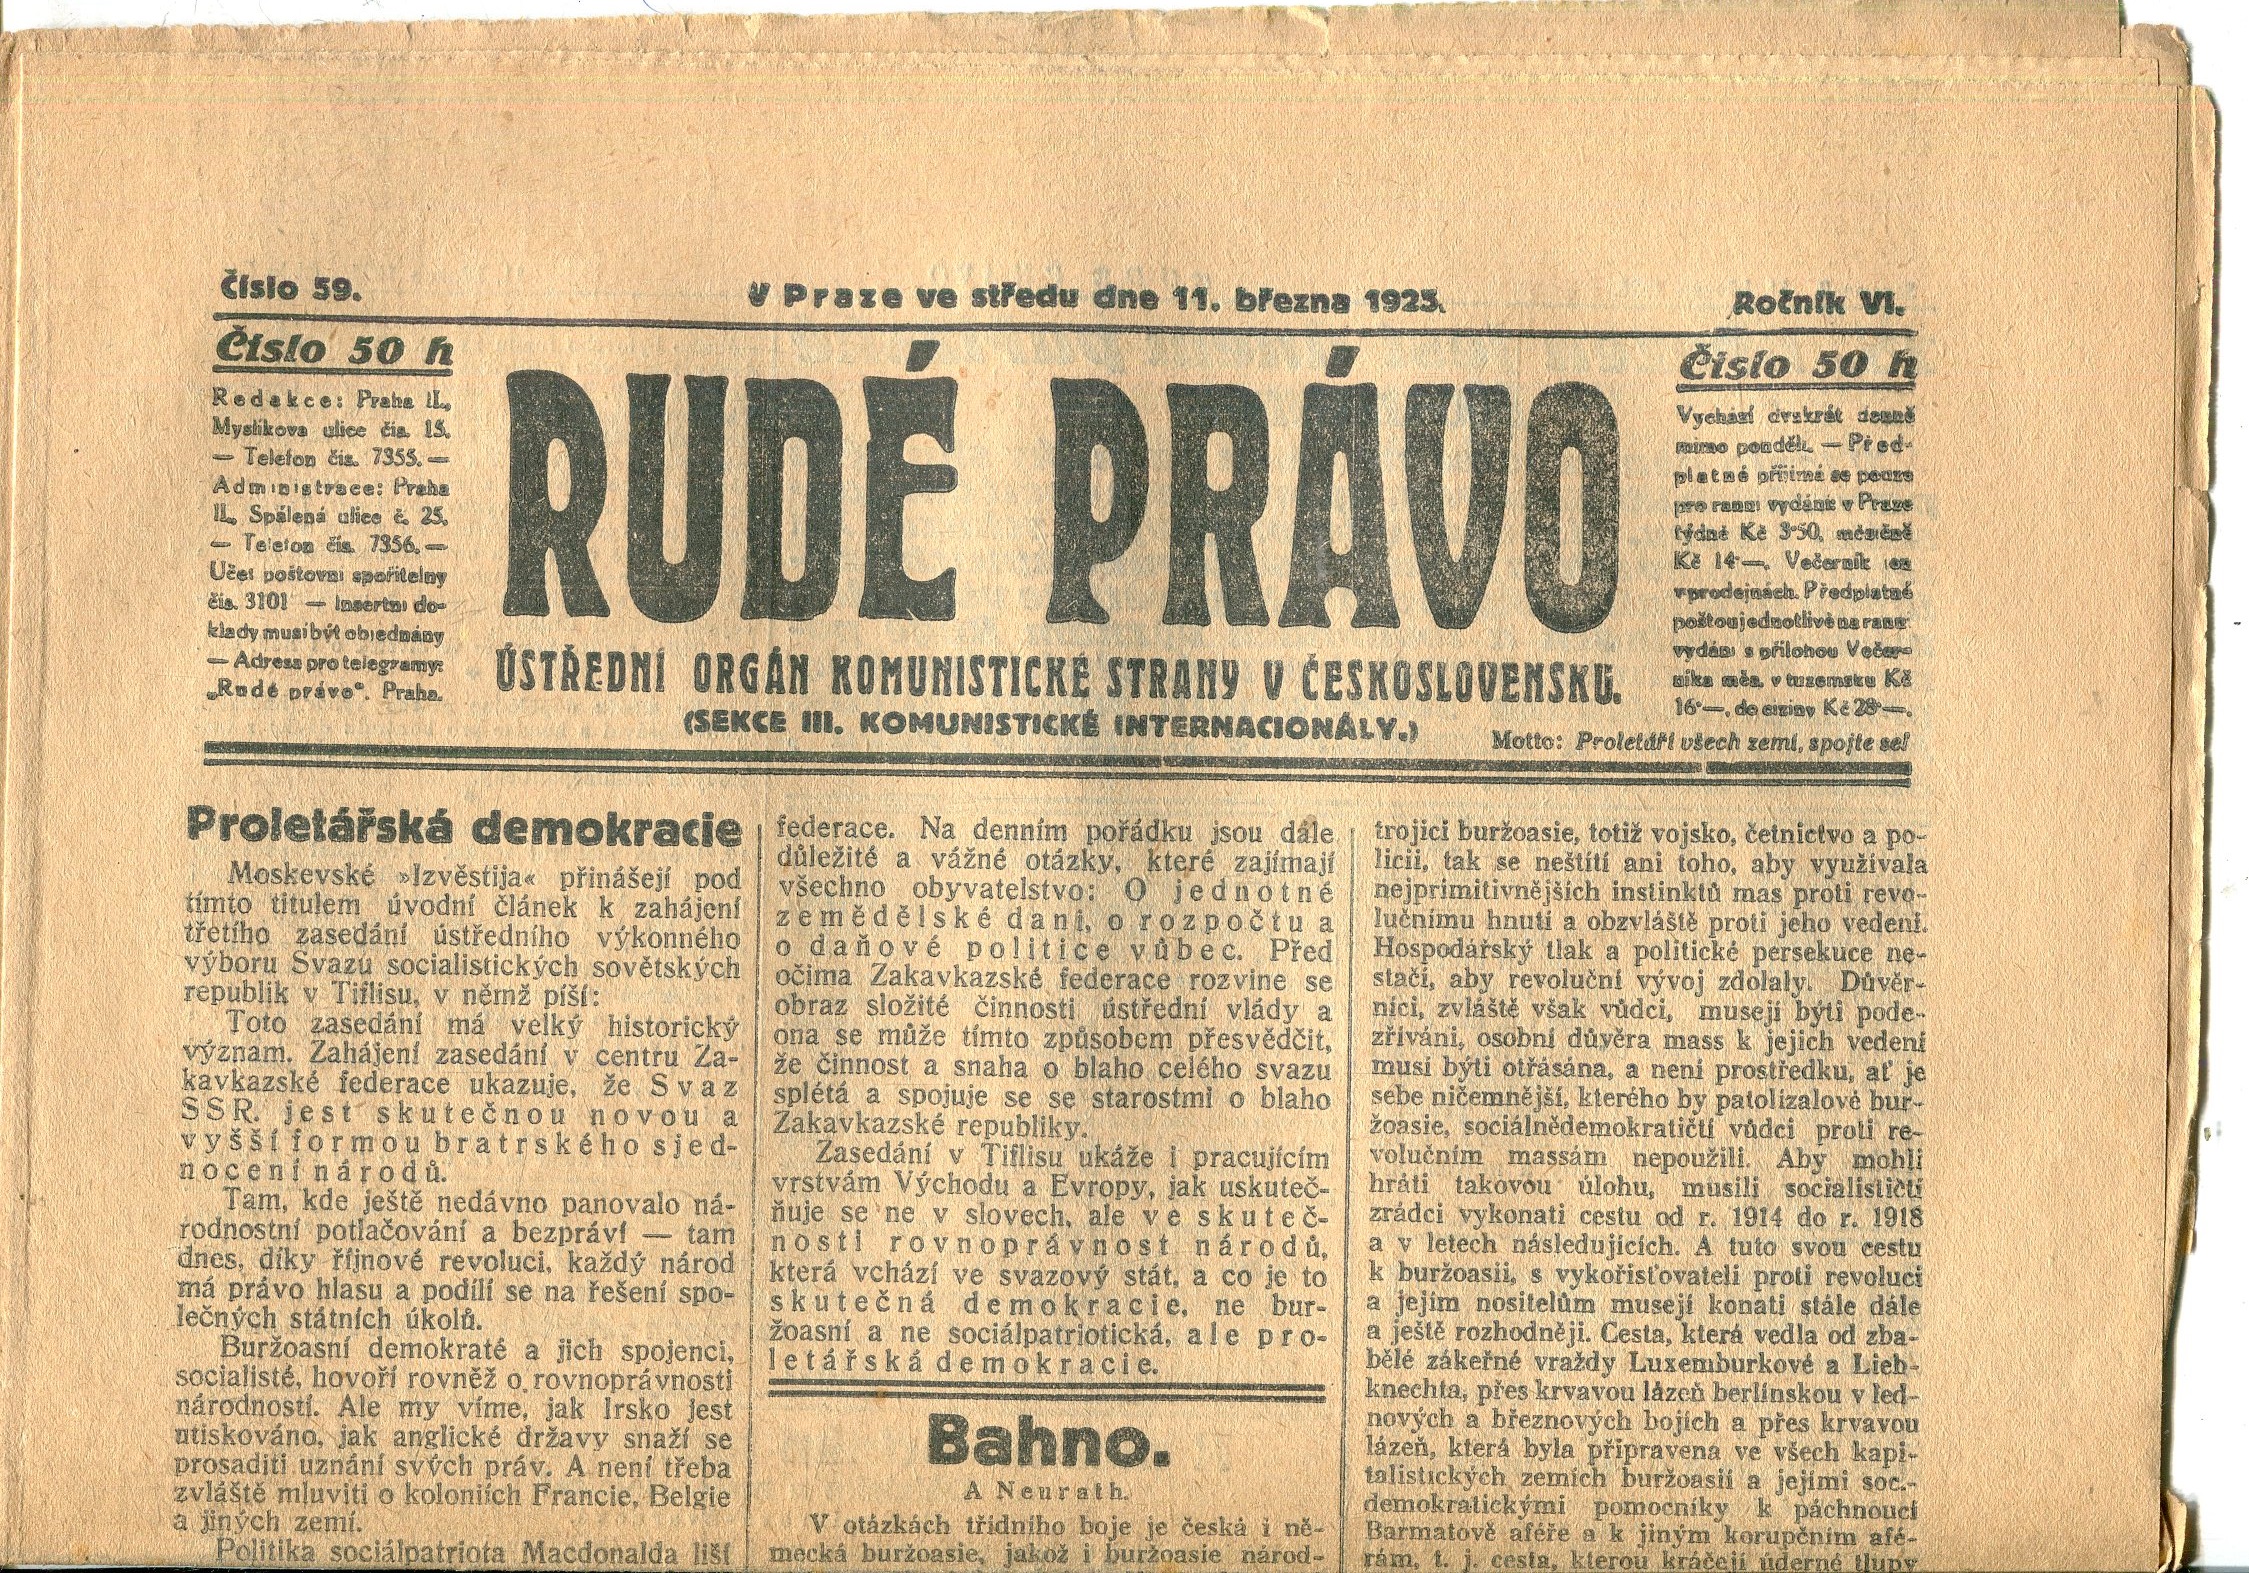 Číslo 59.
V Praze ve středu dne 11. března 1925.
Ročník VI.
Číslo 50 h
Redakce: Praha II.,
Myslíkova ulice čís. 15.
— Telefon čís. 7355. —
Administrace: Praha
II., Spálená ulice č. 25.
— Telefon čís. 7356. —
Účet poštovní spořitelny
čís. 3101 — Insertní do-
klady musí být objednány
— Adresa pro telegramy:
„Rudé právo“. Praha.
RUDÉ PRÁVO
ÚSTŘEDNÍ ORGÁN KOMUNISTICKÉ STRANY V ČESKOSLOVENSKU.
(SEKCE III. KOMUNISTICKÉ INTERNACIONÁLY.)
Číslo 50 h
Vychází dvakrát denně
mimo pondělí. — Před-
platné přijímá se pouze
pro ranní vydání: v Praze
týdně Kč 3·50, měsíčně
Kč 14·—. Večerník jen
v prodejnách. Předplatné
poštou jednotlivě na ranní
vydání s přílohou Večer-
níka měs. v tuzemsku Kč
16·—, do ciziny Kč 28·—.
Motto: Proletáři všech zemí, spojte se!
Proletářská demokracie
Moskevské »Izvěstija« přinášejí pod
tímto titulem úvodní článek k zahájení
třetího zasedání ústředního výkonného
výboru Svazu socialistických sovětských
republik v Tiflisu, v němž píší:
Toto zasedání má velký historický
význam. Zahájení zasedání v centru Za-
kavkazské federace ukazuje, že Svaz
SSR. jest skutečnou novou a
vyšší formou bratrského sjed-
nocení národů.
Tam, kde ještě nedávno panovalo ná-
rodnostní potlačování a bezpráví — tam
dnes, díky říjnové revoluci, každý národ
má právo hlasu a podílí se na řešení spo-
lečných státních úkolů.
Buržoasní demokraté a jich spojenci,
socialisté, hovoří rovněž o rovnoprávnosti
národností. Ale my víme, jak Irsko jest
utiskováno, jak anglické državy snaží se
prosaditi uznání svých práv. A není třeba
zvláště mluviti o koloniích Francie, Belgie
a jiných zemí.
Politika sociálpatriota Macdonalda liší
federace. Na denním pořádku jsou dále
důležité a vážné otázky, které zajímají
všechno obyvatelstvo: O jednotné
zemědělské dani, o rozpočtu a
o daňové politice vůbec. Před
očima Zakavkazské federace rozvine se
obraz složité činnosti ústřední vlády a
ona se může tímto způsobem přesvědčit,
že činnost a snaha o blaho celého svazu
splétá a spojuje se se starostmi o blaho
Zakavkazské republiky.
Zasedání v Tiflisu ukáže i pracujícím
vrstvám Východu a Evropy, jak uskuteč-
ňuje se ne v slovech, ale ve skuteč-
nosti rovnoprávnost národů,
která vchází ve svazový stát, a co je to
skutečná demokracie, ne bur-
žoasní a ne sociálpatriotická, ale pro-
letářská demokracie.
Bahno.
A Neurath.
V otázkách třídního boje je česká i ně-
mecká buržoasie, jakož i buržoasie národ-
trojici buržoasie, totiž vojsko, četnictvo a po-
licii, tak se neštítí ani toho, aby využívala
nejprimitivnějších instinktů mas proti revo-
lučnímu hnutí a obzvláště proti jeho vedení.
Hospodářský tlak a politické persekuce ne-
stačí, aby revoluční vývoj zdolaly. Důvěr-
níci, zvláště však vůdci, musejí býti pode-
zříváni, osobní důvěra mass k jejich vedení
musí býti otřásána, a není prostředku, ať je
sebe ničemnější, kterého by patolízalové bur-
žoasie, sociálnědemokratičtí vůdci proti re-
volučním massám nepoužili. Aby mohli
hráti takovou úlohu, musili socialističtí
zrádci vykonati cestu od r. 1914 do r. 1918
a v letech následujících. A tuto svou cestu
k buržoasii, s vykořisťovateli proti revoluci
a jejím nositelům musejí konati stále dále
a ještě rozhodněji. Cesta, která vedla od zba-
bělé zákeřné vraždy Luxemburkové a Lieb-
knechta, přes krvavou lázeň berlínskou v led-
nových a březnových bojích a přes krvavou
lázeň, která byla připravena ve všech kapi-
talistických zemích buržoasií a jejími soc.-
demokratickými pomocníky k páchnoucí
Barmatově aféře a k jiným korupčním afé-
rám, t. j. cesta, kterou kráčejí úderné tlupy